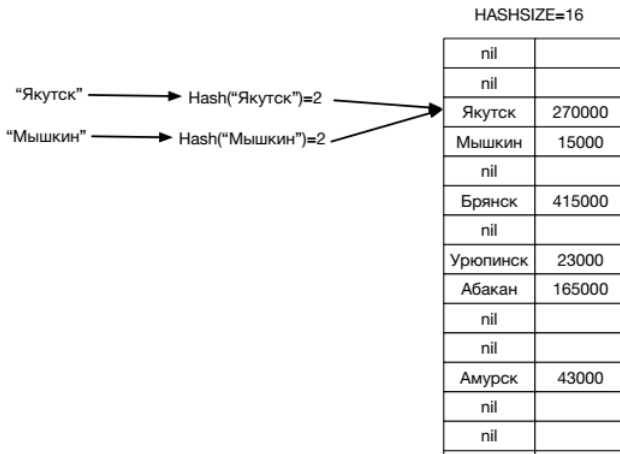 HASHSIZE=16
nil
nil
“Якутск” Hash(“Якутск”)=2
Якутск 270000
“Мышкин” Hash(“Мышкин”)=2
Мышкин 15000
nil
Брянск 415000
nil
Урюпинск 23000
Абакан 165000
nil
nil
Амурск 43000
nil
nil